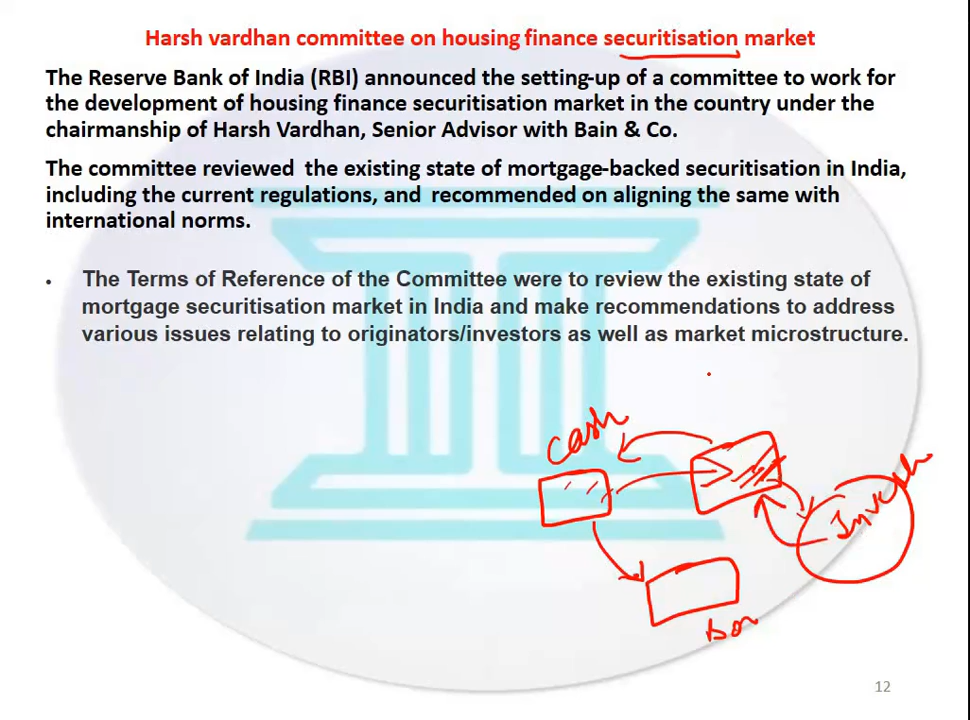 Harsh vardhan committee on housing finance securitisation market
The Reserve Bank of India (RBI) announced the setting-up of a committee to work for
the development of housing finance securitisation market in the country under the
chairmanship of Harsh Vardhan, Senior Advisor with Bain & Co.
The committee reviewed the existing state of mortgage-backed securitisation in India,
including the current regulations, and recommended on aligning the same with
international norms.
• The Terms of Reference of the Committee were to review the existing state of
mortgage securitisation market in India and make recommendations to address
various issues relating to originators/investors as well as market microstructure.
Cash
12